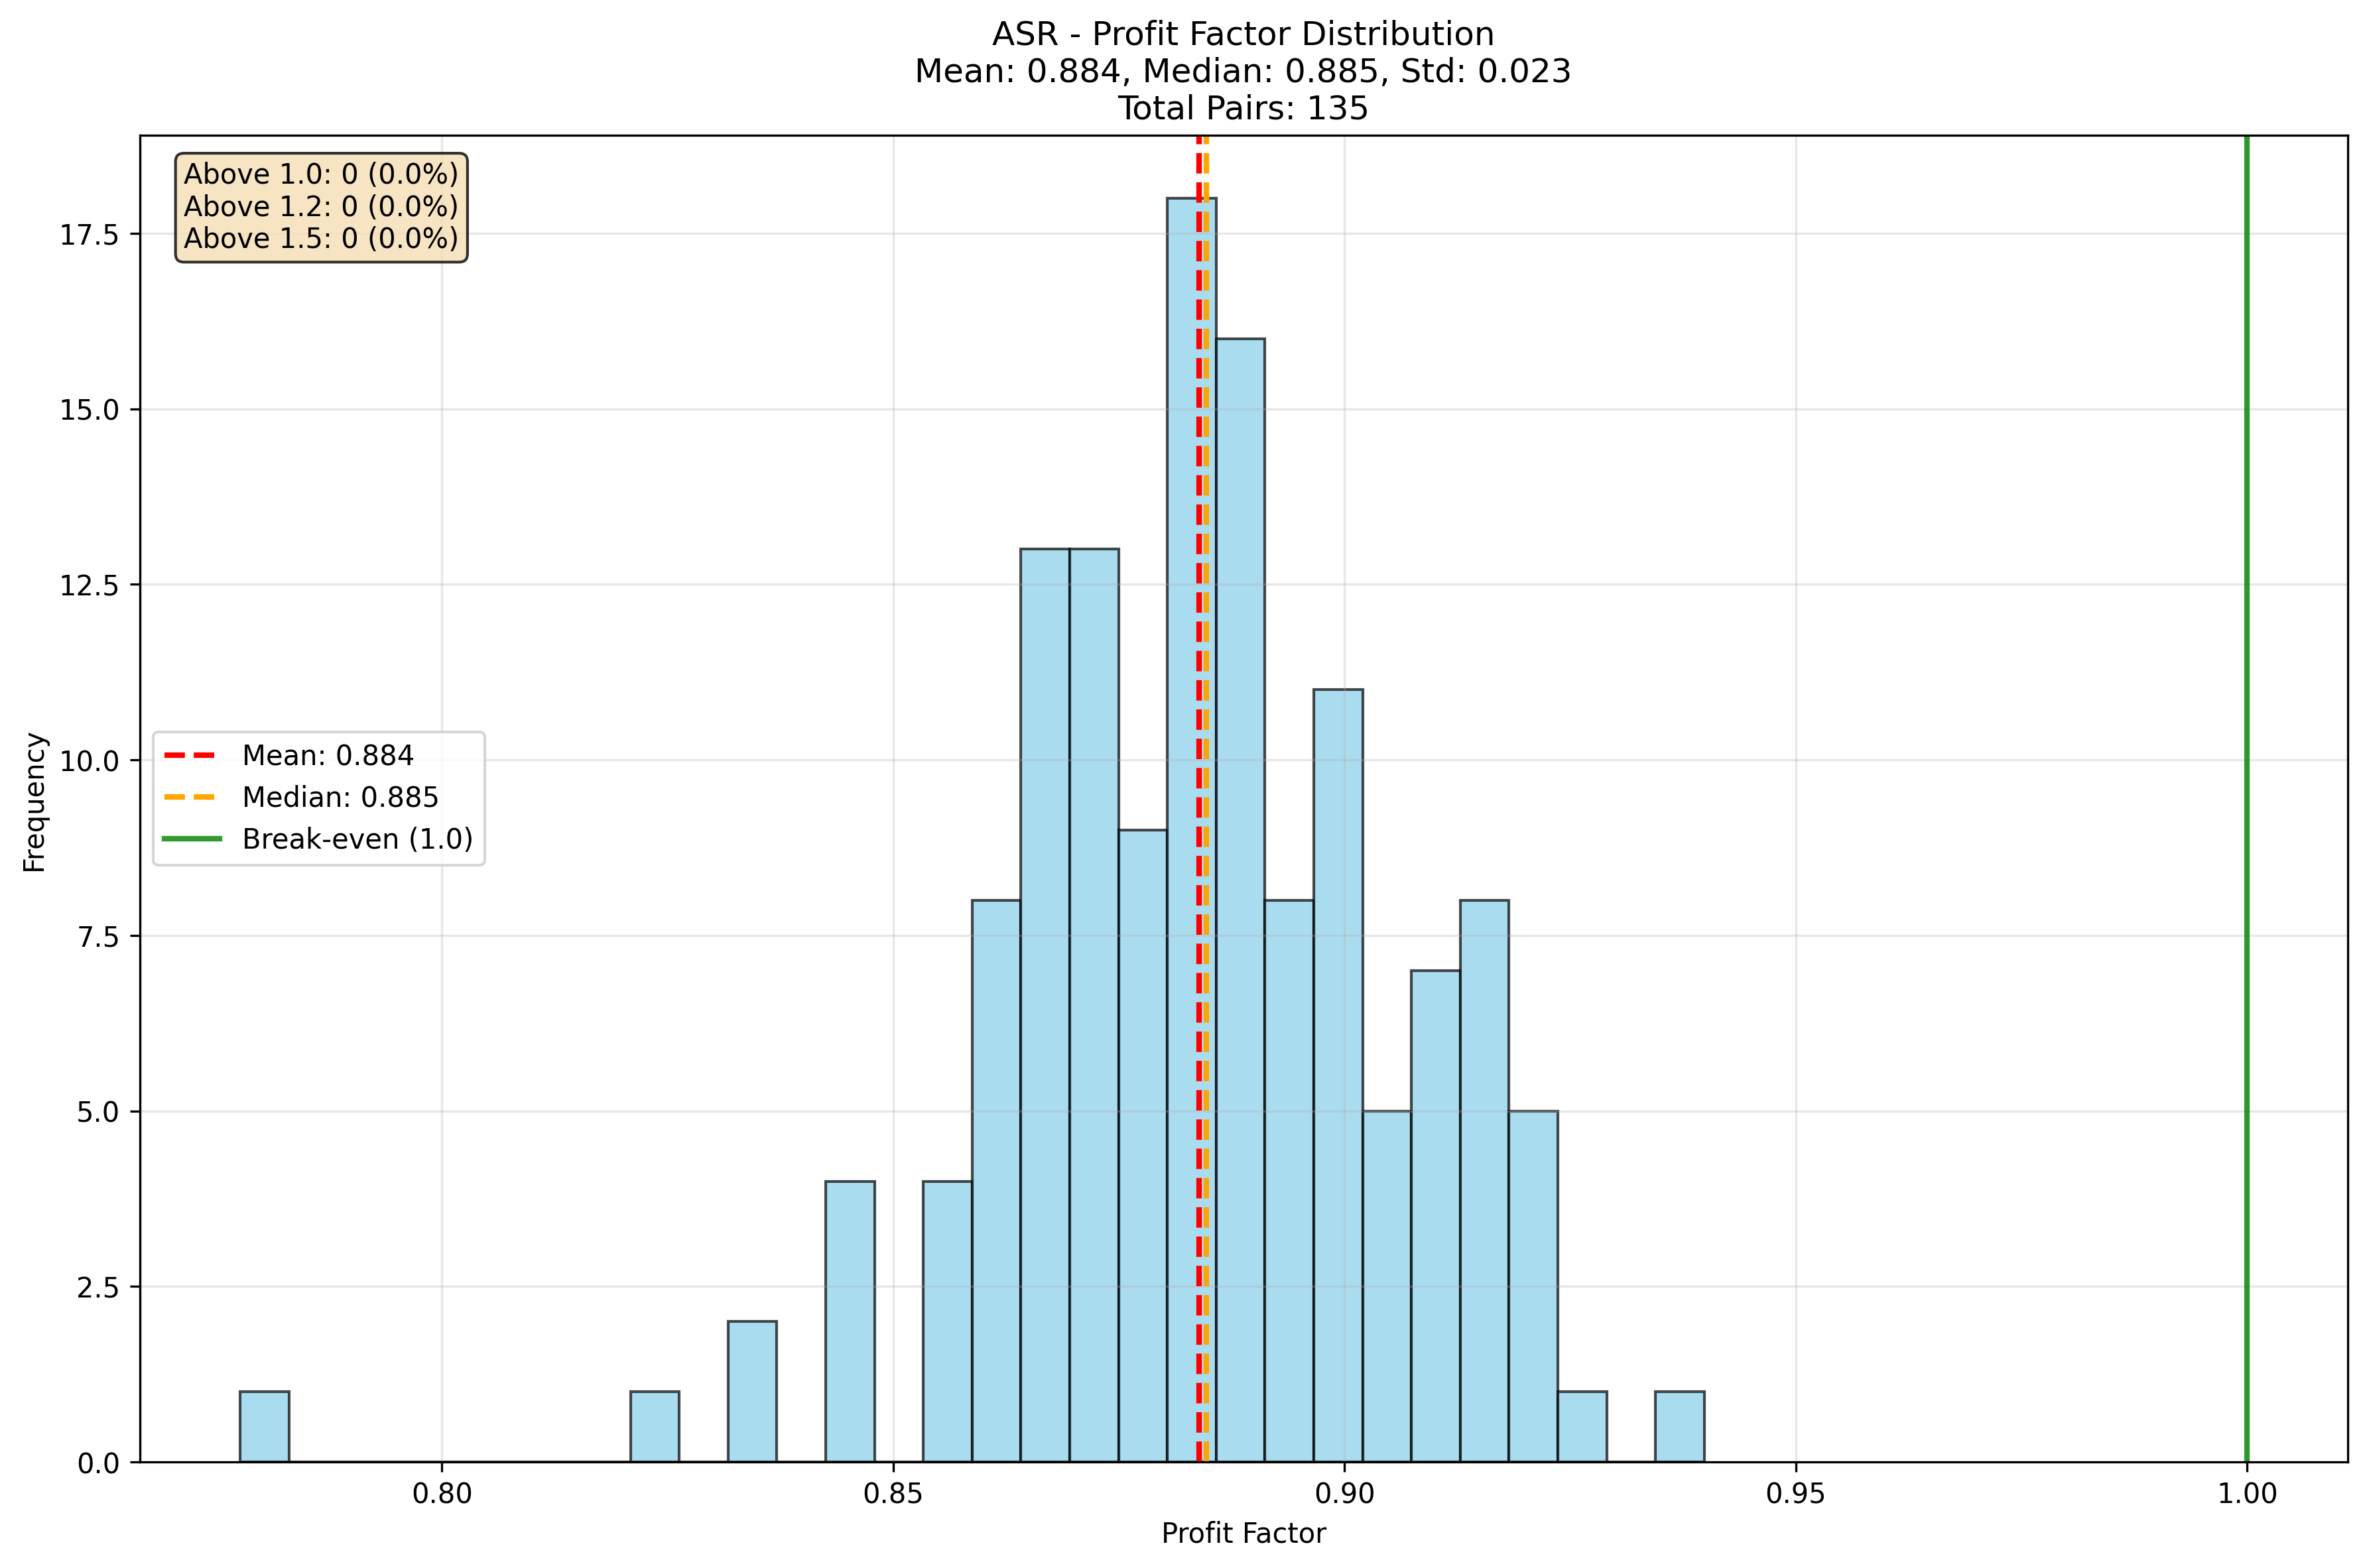 ASR - Profit Factor Distribution
Mean: 0.884, Median: 0.885, Std: 0.023
Total Pairs: 135
Above 1.0: 0 (0.0%)
Above 1.2: 0 (0.0%)
Above 1.5: 0 (0.0%)
17.5
15.0
12.5
10.0
7.5
5.0
2.5
0.0
Frequency
Mean: 0.884
Median: 0.885
Break-even (1.0)
0.80
0.85
0.90
0.95
1.00
Profit Factor